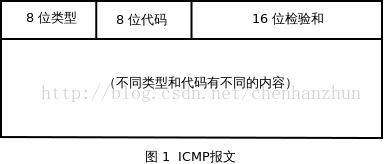 8 位类型 8 位代码 16 位检验和
（不同类型和代码有不同的内容）
http://blog.csdn.net/chenhanzhun
图 1 ICMP报文